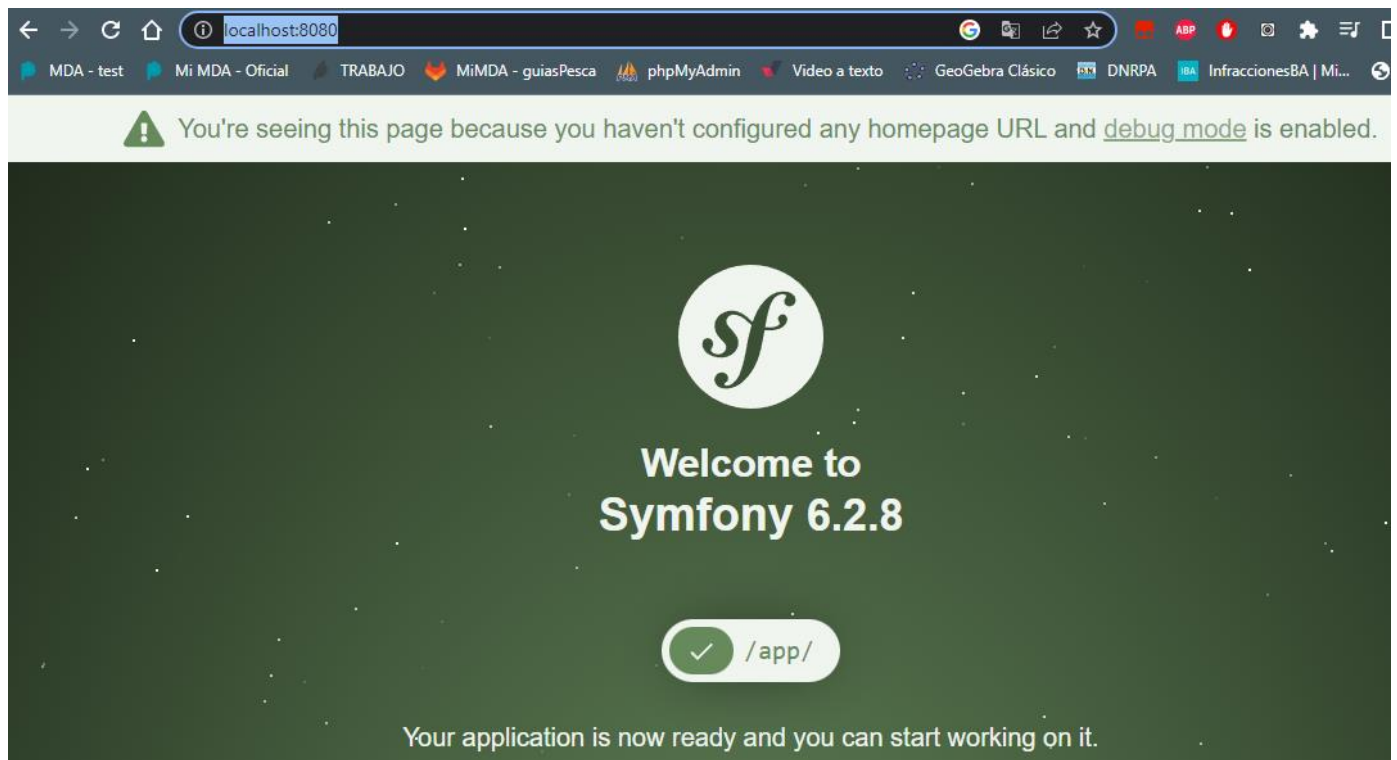 localhost:8080
ABP
MDA - test Mi MDA - Oficial TRABAJO MiMDA - guiasPesca phpMyAdmin Video a texto GeoGebra Clásico DNRPA IBA InfraccionesBA | Mi...
You're seeing this page because you haven't configured any homepage URL and debug mode is enabled.
sf
Welcome to
Symfony 6.2.8
/app/
Your application is now ready and you can start working on it.